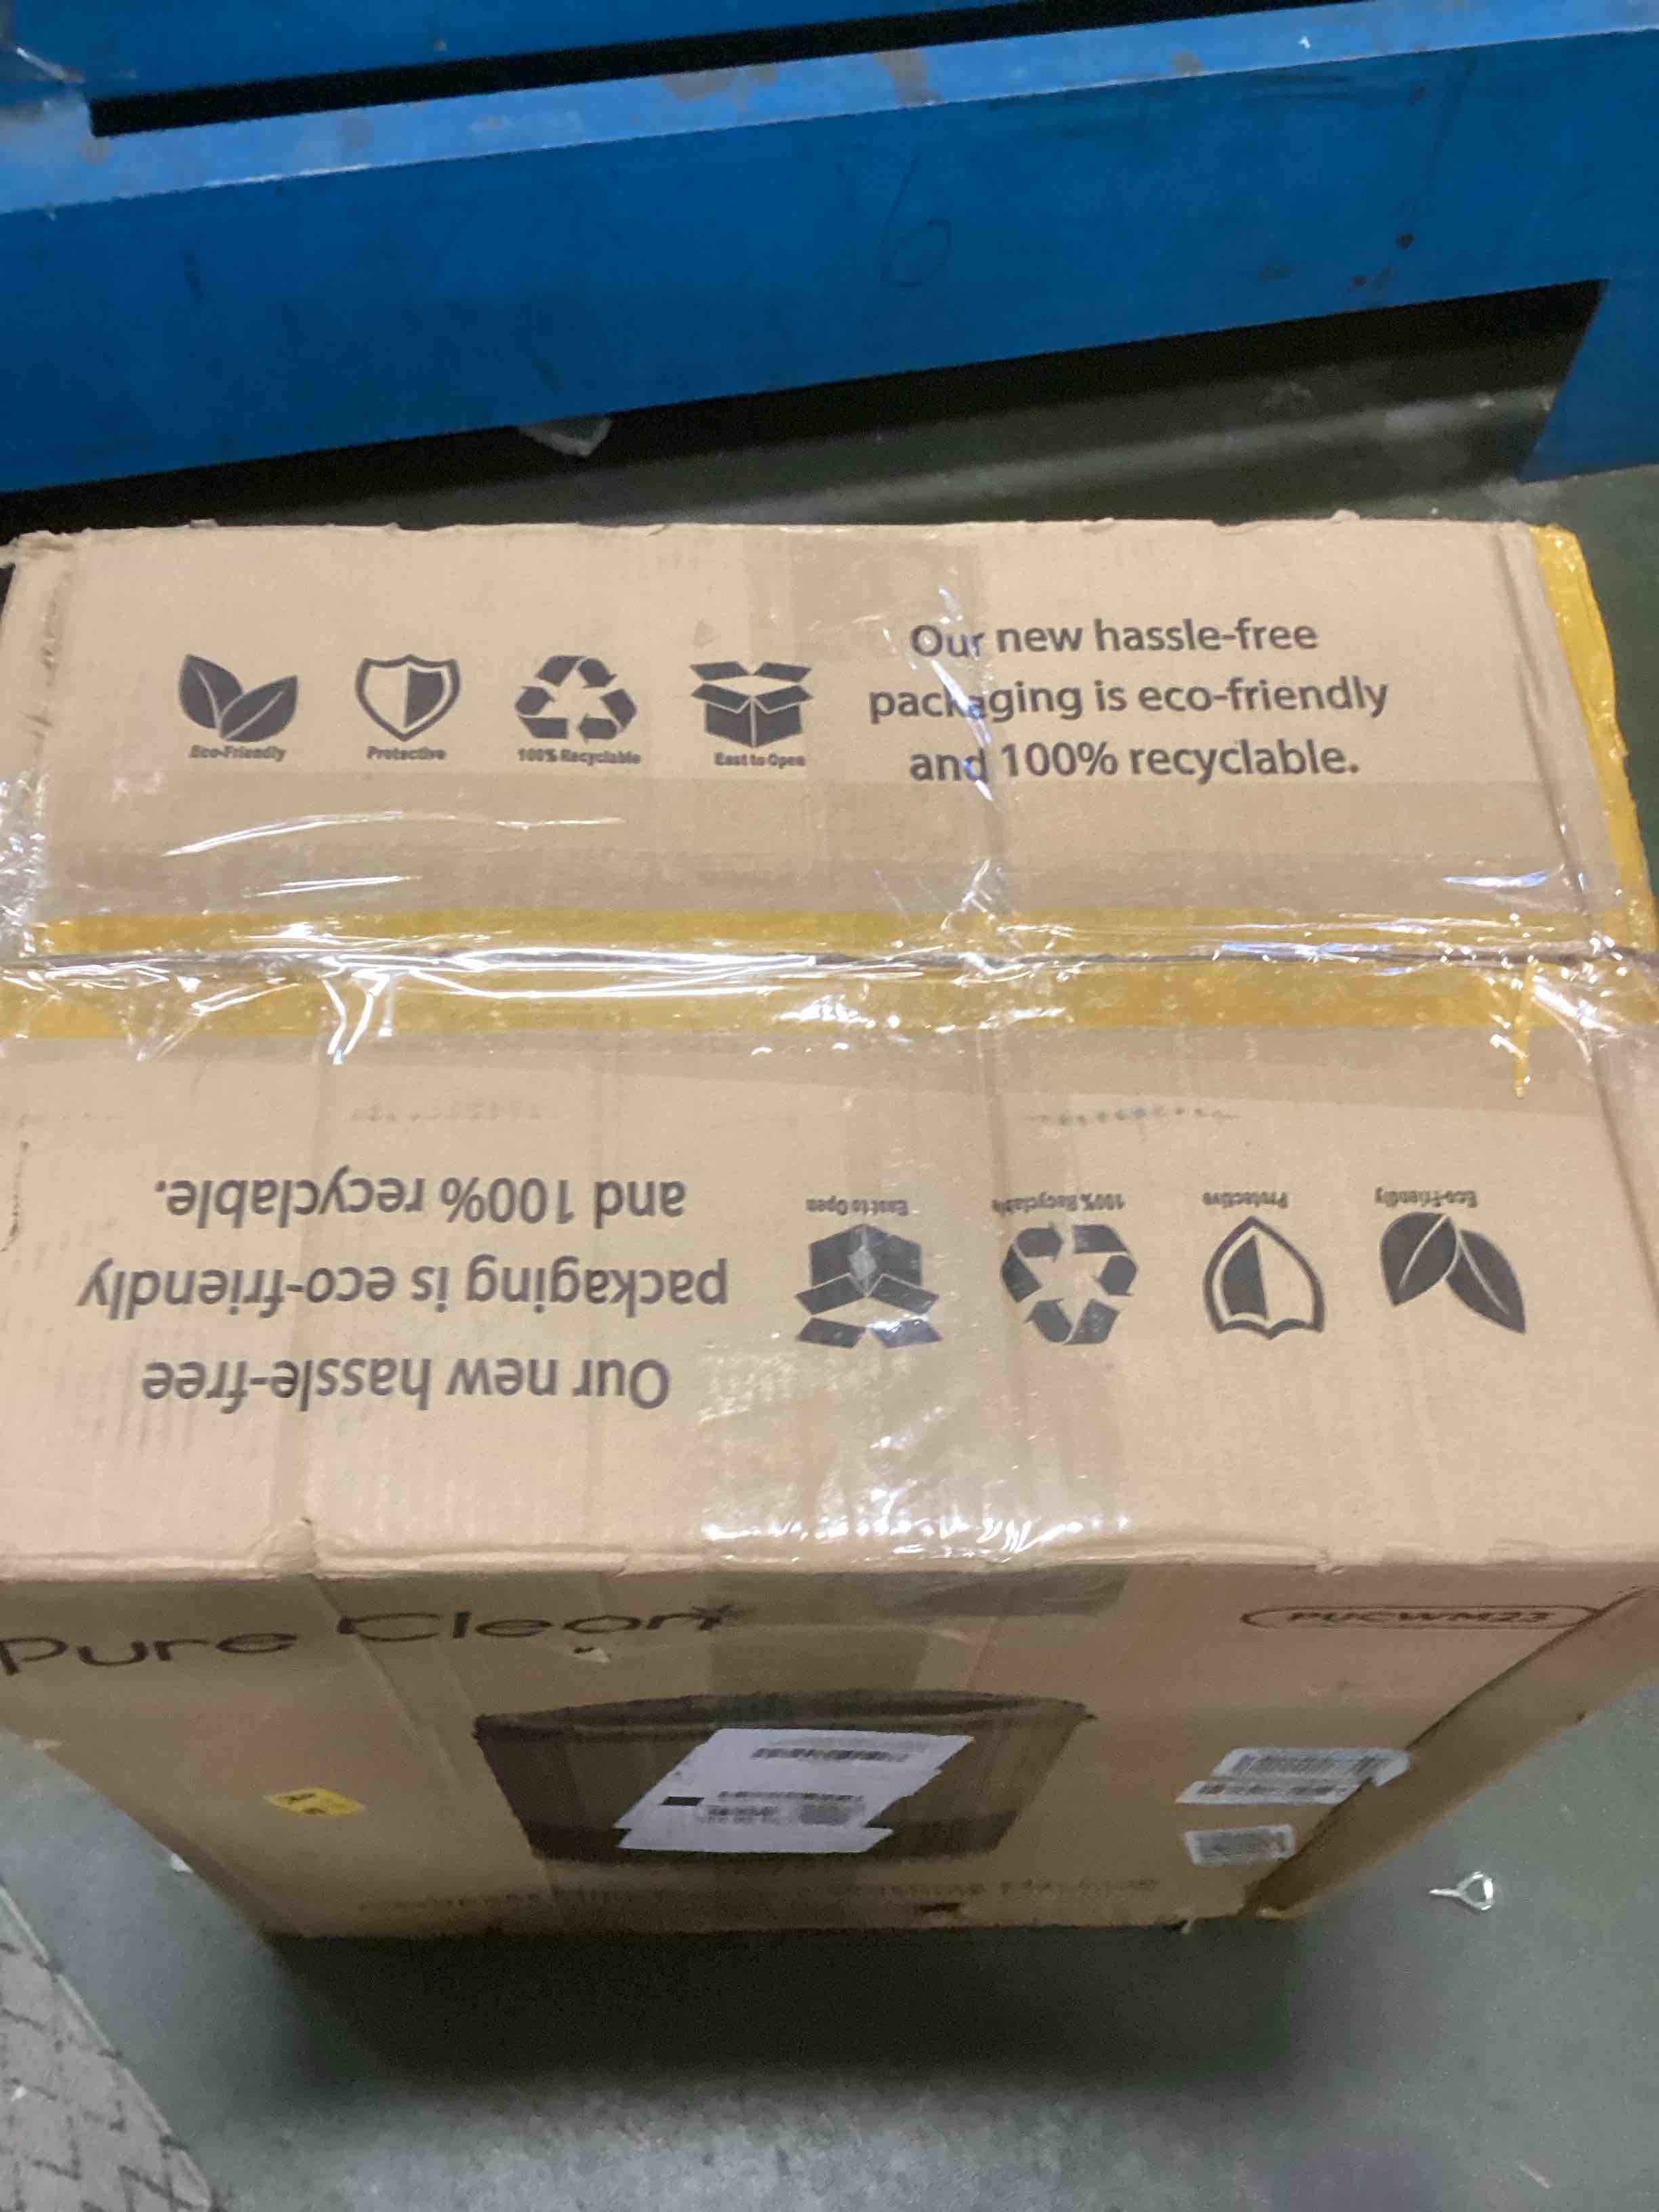 Our new hassle-free
packaging is eco-friendly
and 100% recyclable.
Eco-Friendly
Protective
100% Recyclable
East to Open
Our new hassle-free
packaging is eco-friendly
and 100% recyclable.
East to Open
100% Recyclable
Protective
Eco-Friendly
Pure Clean
PUCWM23